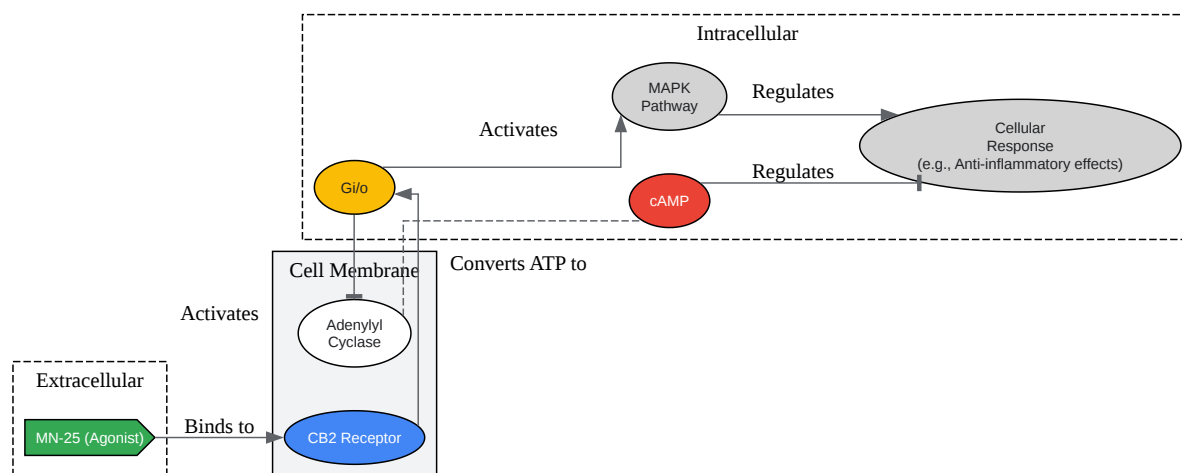 Intracellular
MAPK
Pathway
Regulates
Activates
Cellular
Response
(e.g., Anti-inflammatory effects)
Regulates
Gi/o
cAMP
Cell Membrane
Converts ATP to
Activates
Adenylyl
Cyclase
Extracellular
MN-25 (Agonist)
Binds to
CB2 Receptor